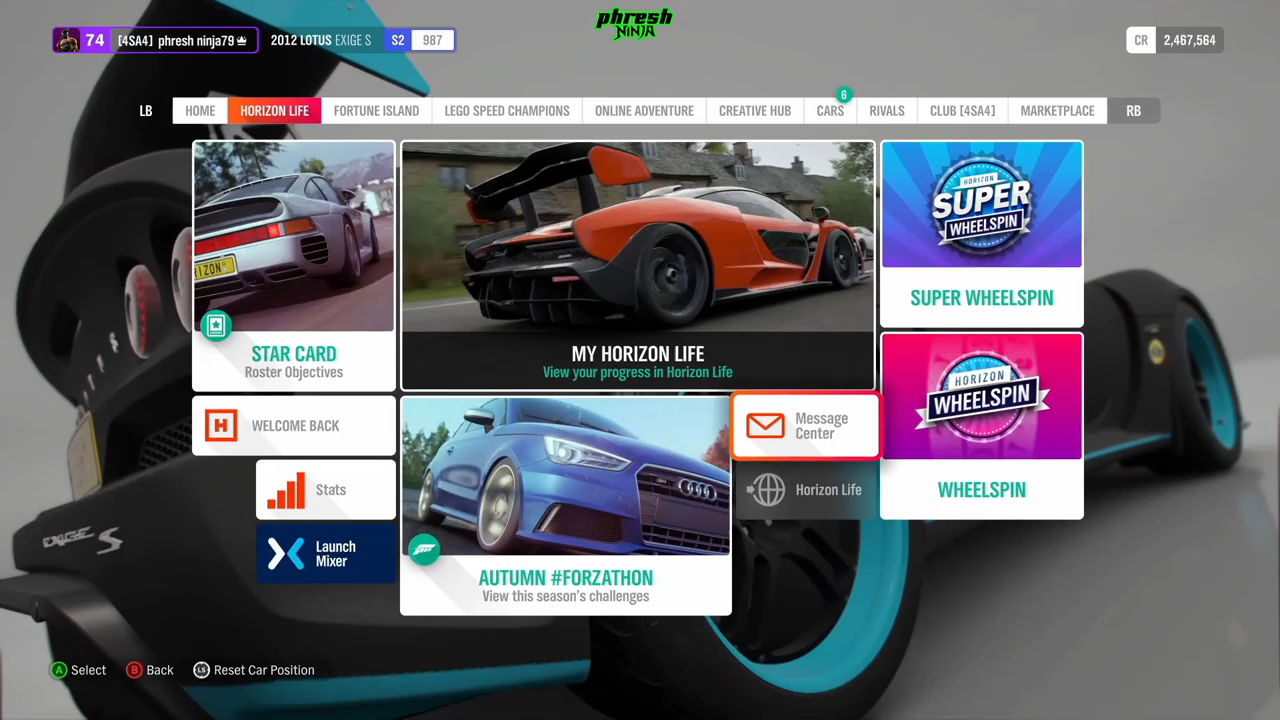 phresh
NINJA
74 [4SA4] phresh ninja79 2012 LOTUS EXIGE S S2 987
CR 2,467,564
LB HOME HORIZON LIFE FORTUNE ISLAND LEGO SPEED CHAMPIONS ONLINE ADVENTURE CREATIVE HUB CARS 6 RIVALS CLUB [4SA4] MARKETPLACE RB
STAR CARD
Roster Objectives
MY HORIZON LIFE
View your progress in Horizon Life
HORIZON
SUPER
WHEELSPIN
SUPER WHEELSPIN
WELCOME BACK
Stats
Launch
Mixer
AUTUMN #FORZATHON
View this season's challenges
Message
Center
Horizon Life
HORIZON
WHEELSPIN
WHEELSPIN
EXIGE S
A Select B Back LS Reset Car Position